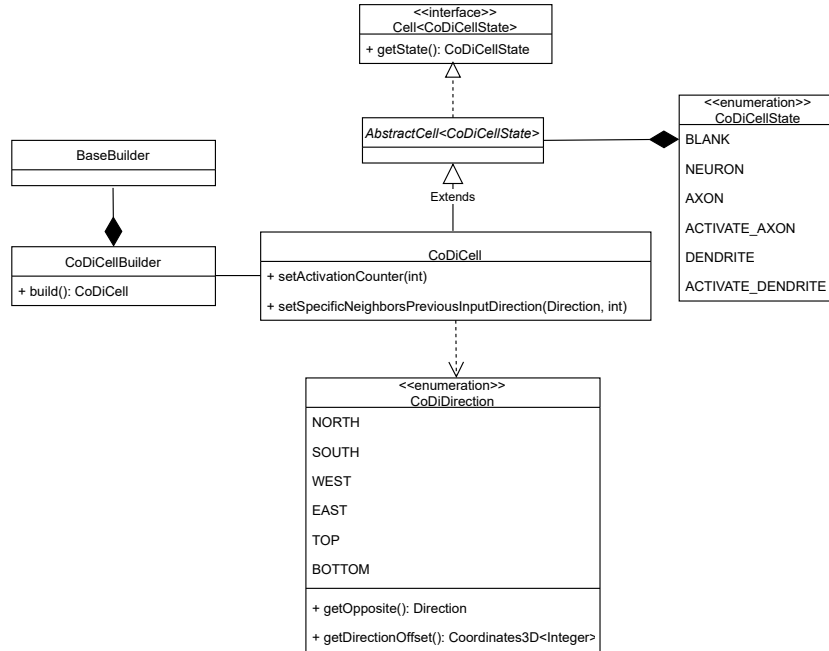 <<interface>>
Cell<CoDiCellState>
+ getState(): CoDiCellState
AbstractCell<CoDiCellState>
<<enumeration>>
CoDiCellState
BLANK
NEURON
AXON
ACTIVATE_AXON
DENDRITE
ACTIVATE_DENDRITE
BaseBuilder
Extends
CoDiCellBuilder
+ build(): CoDiCell
CoDiCell
+ setActivationCounter(int)
+ setSpecificNeighborsPreviousInputDirection(Direction, int)
<<enumeration>>
CoDiDirection
NORTH
SOUTH
WEST
EAST
TOP
BOTTOM
+ getOpposite(): Direction
+ getDirectionOffset(): Coordinates3D<Integer>